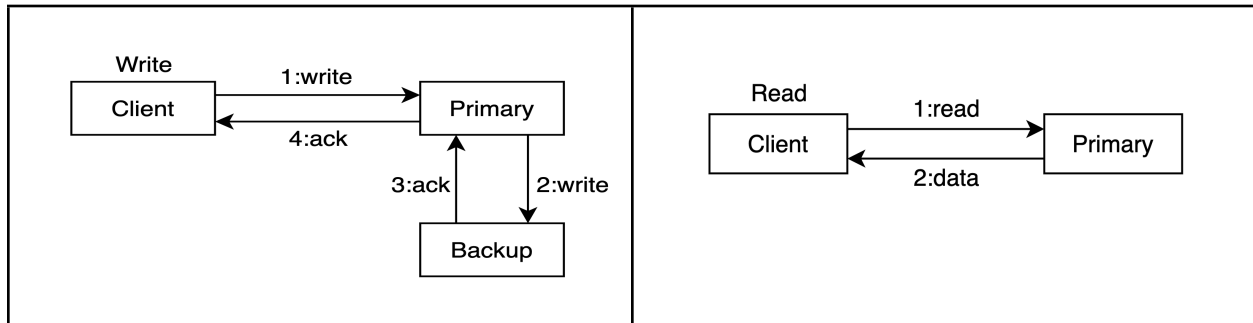 Write
Client
1:write
Primary
4:ack
3:ack
2:write
Backup
Read
Client
1:read
Primary
2:data